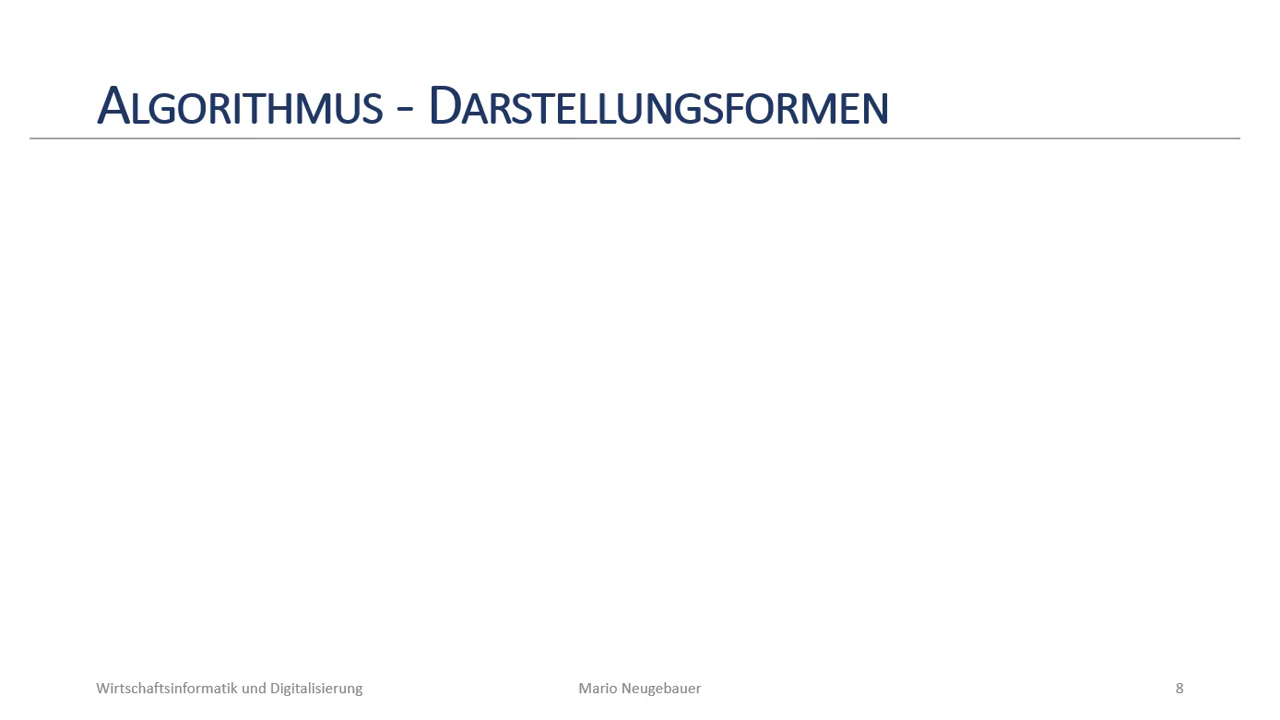 Algorithmus - Darstellungsformen
Wirtschaftsinformatik und Digitalisierung
Mario Neugebauer
8